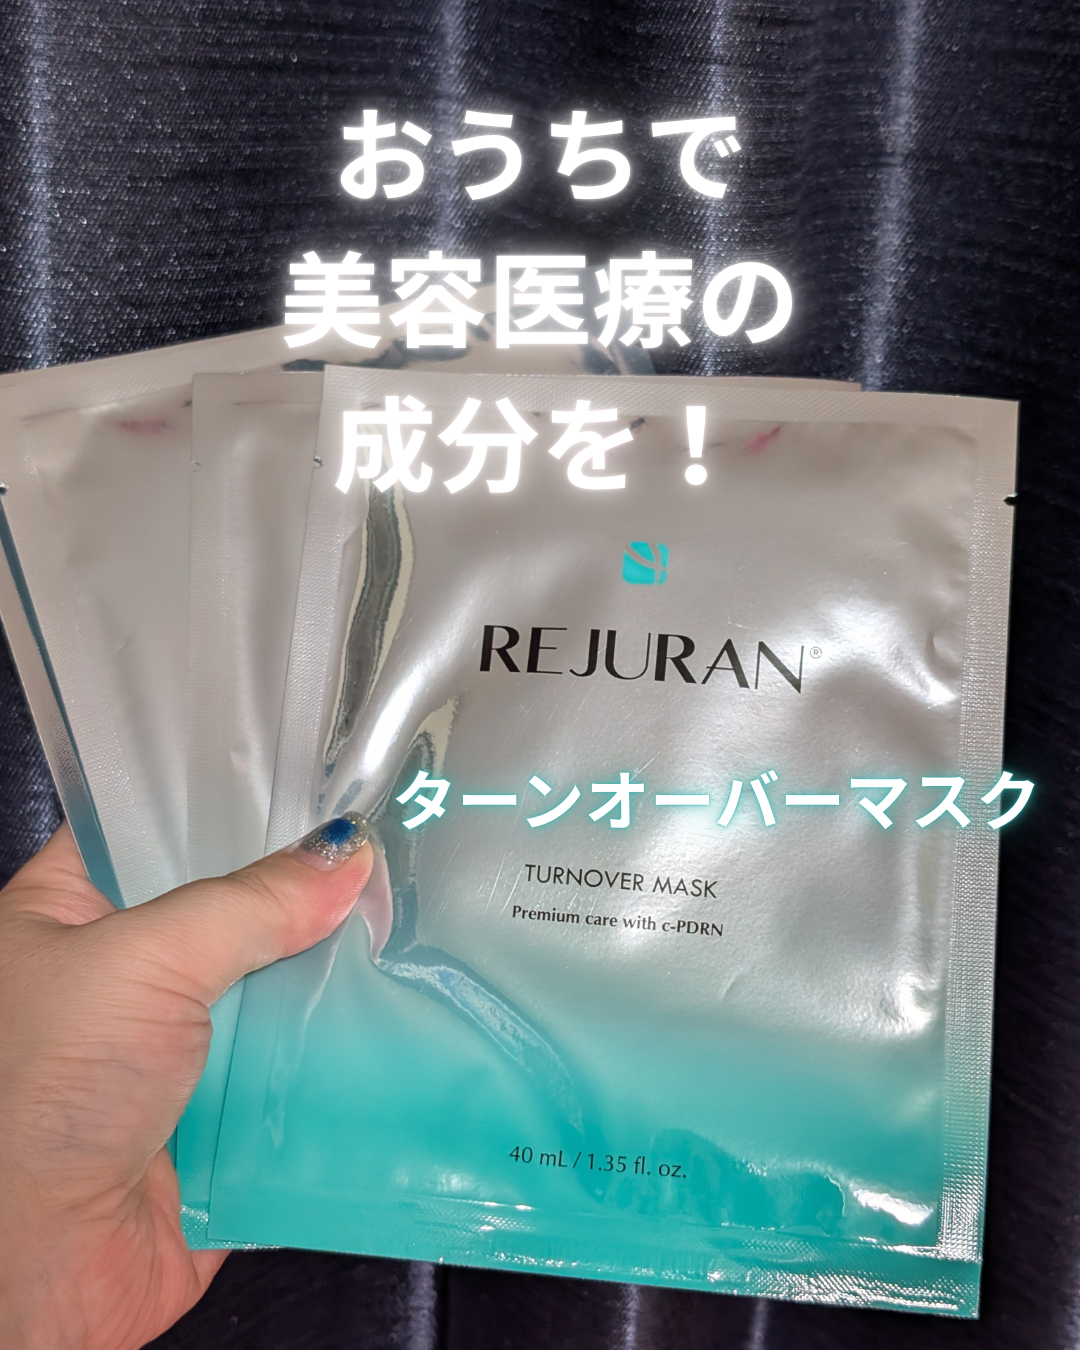 おうちで
美容医療の
成分を！
REJURAN®
ターンオーバーマスク
TURNOVER MASK
Premium care with c-PDRN
40 mL / 1.35 fl. oz.